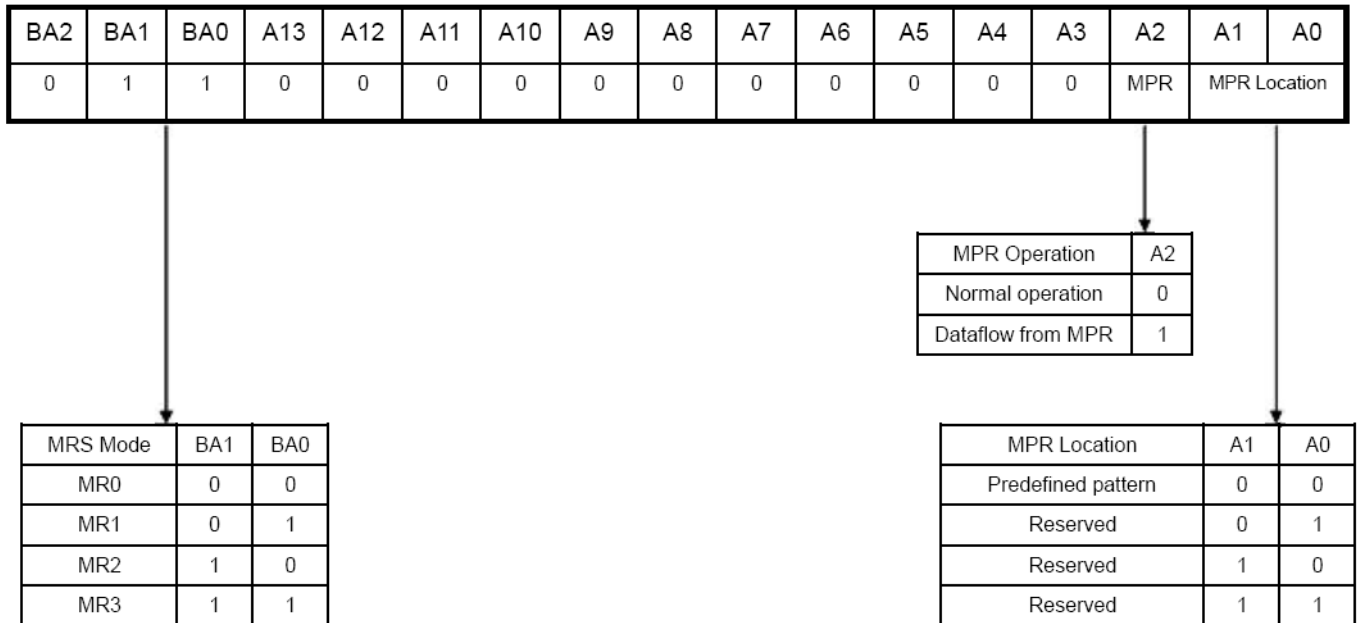 BA2 BA1 BA0 A13 A12 A11 A10 A9 A8 A7 A6 A5 A4 A3 A2 A1 A0
0 1 1 0 0 0 0 0 0 0 0 0 0 0 MPR MPR Location
MPR Operation A2
Normal operation 0
Dataflow from MPR 1
MRS Mode BA1 BA0
MR0 0 0
MR1 0 1
MR2 1 0
MR3 1 1
MPR Location A1 A0
Predefined pattern 0 0
Reserved 0 1
Reserved 1 0
Reserved 1 1